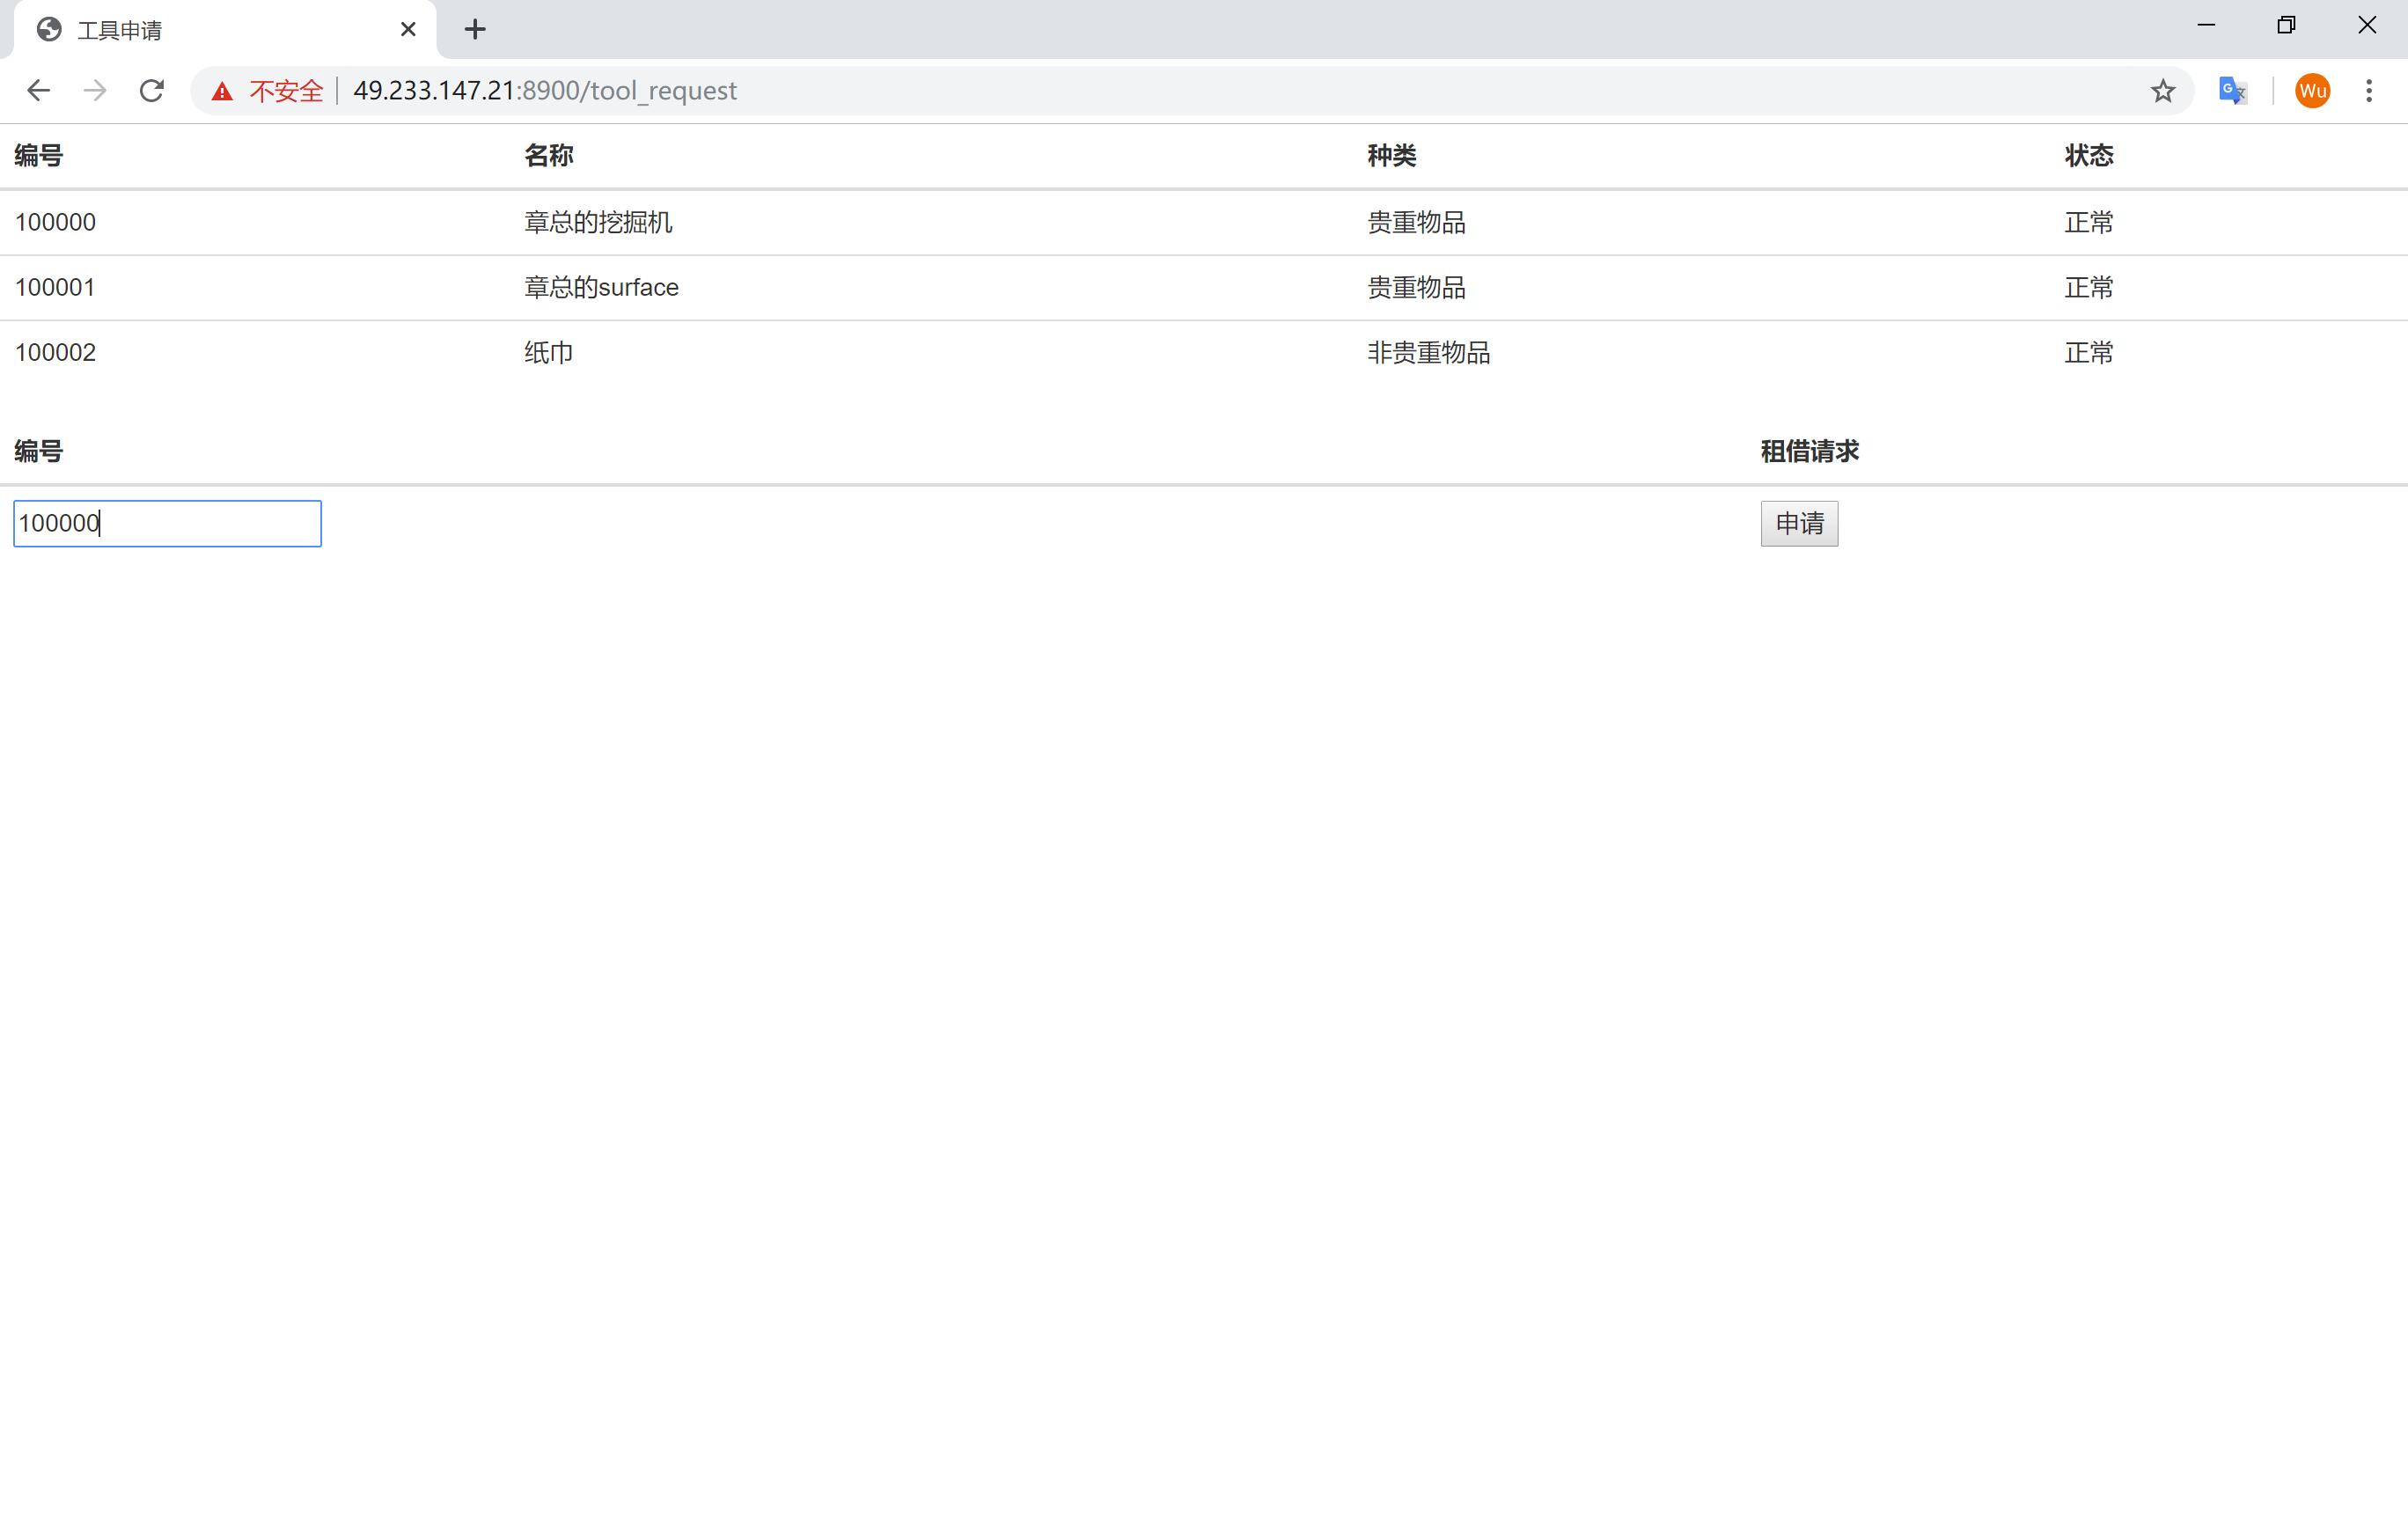 工具申请
不安全 49.233.147.21:8900/tool_request Wu
编号 名称 种类 状态
100000 章总的挖掘机 贵重物品 正常
100001 章总的surface 贵重物品 正常
100002 纸巾 非贵重物品 正常
编号 租借请求
100000 申请